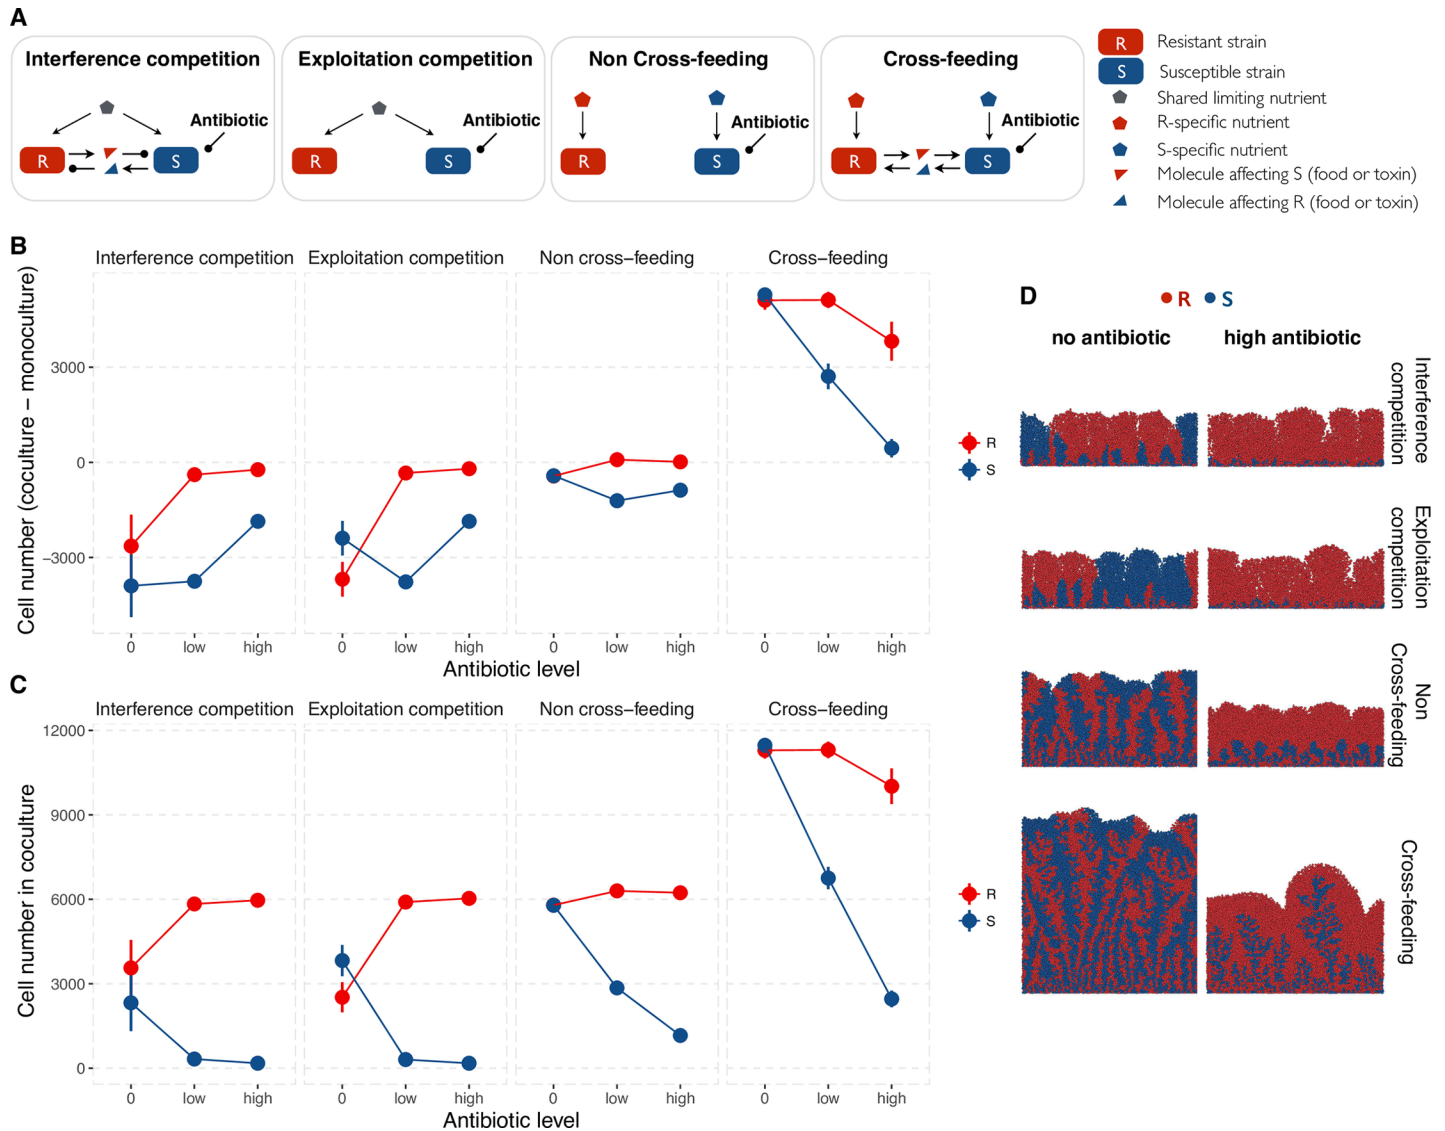 A
Interference competition
R
S
Antibiotic
Exploitation competition
R
S
Antibiotic
Non Cross-feeding
R
S
Antibiotic
Cross-feeding
R
S
Antibiotic
R Resistant strain
S Susceptible strain
Shared limiting nutrient
R-specific nutrient
S-specific nutrient
Molecule affecting S (food or toxin)
Molecule affecting R (food or toxin)
B
Interference competition
Exploitation competition
Non cross–feeding
Cross–feeding
Cell number (coculture – monoculture)
3000
0
–3000
0 low high
0 low high
0 low high
0 low high
Antibiotic level
R
S
C
Interference competition
Exploitation competition
Non cross–feeding
Cross–feeding
Cell number in coculture
12000
9000
6000
3000
0
0 low high
0 low high
0 low high
0 low high
Antibiotic level
R
S
D
R S
no antibiotic
high antibiotic
Interference
competition
Exploitation
competition
Non
Cross-feeding
Cross-feeding